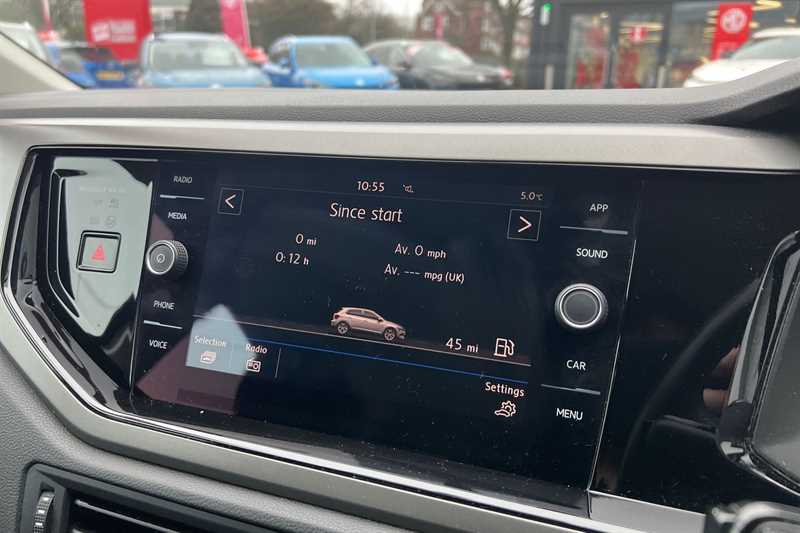 MG
RADIO
MEDIA
PHONE
VOICE
10:55
5.0°C
<
Since start
>
0 mi
Av. 0 mph
0:12 h
Av. --- mpg (UK)
45 mi
Selection
Radio
Settings
APP
SOUND
CAR
MENU